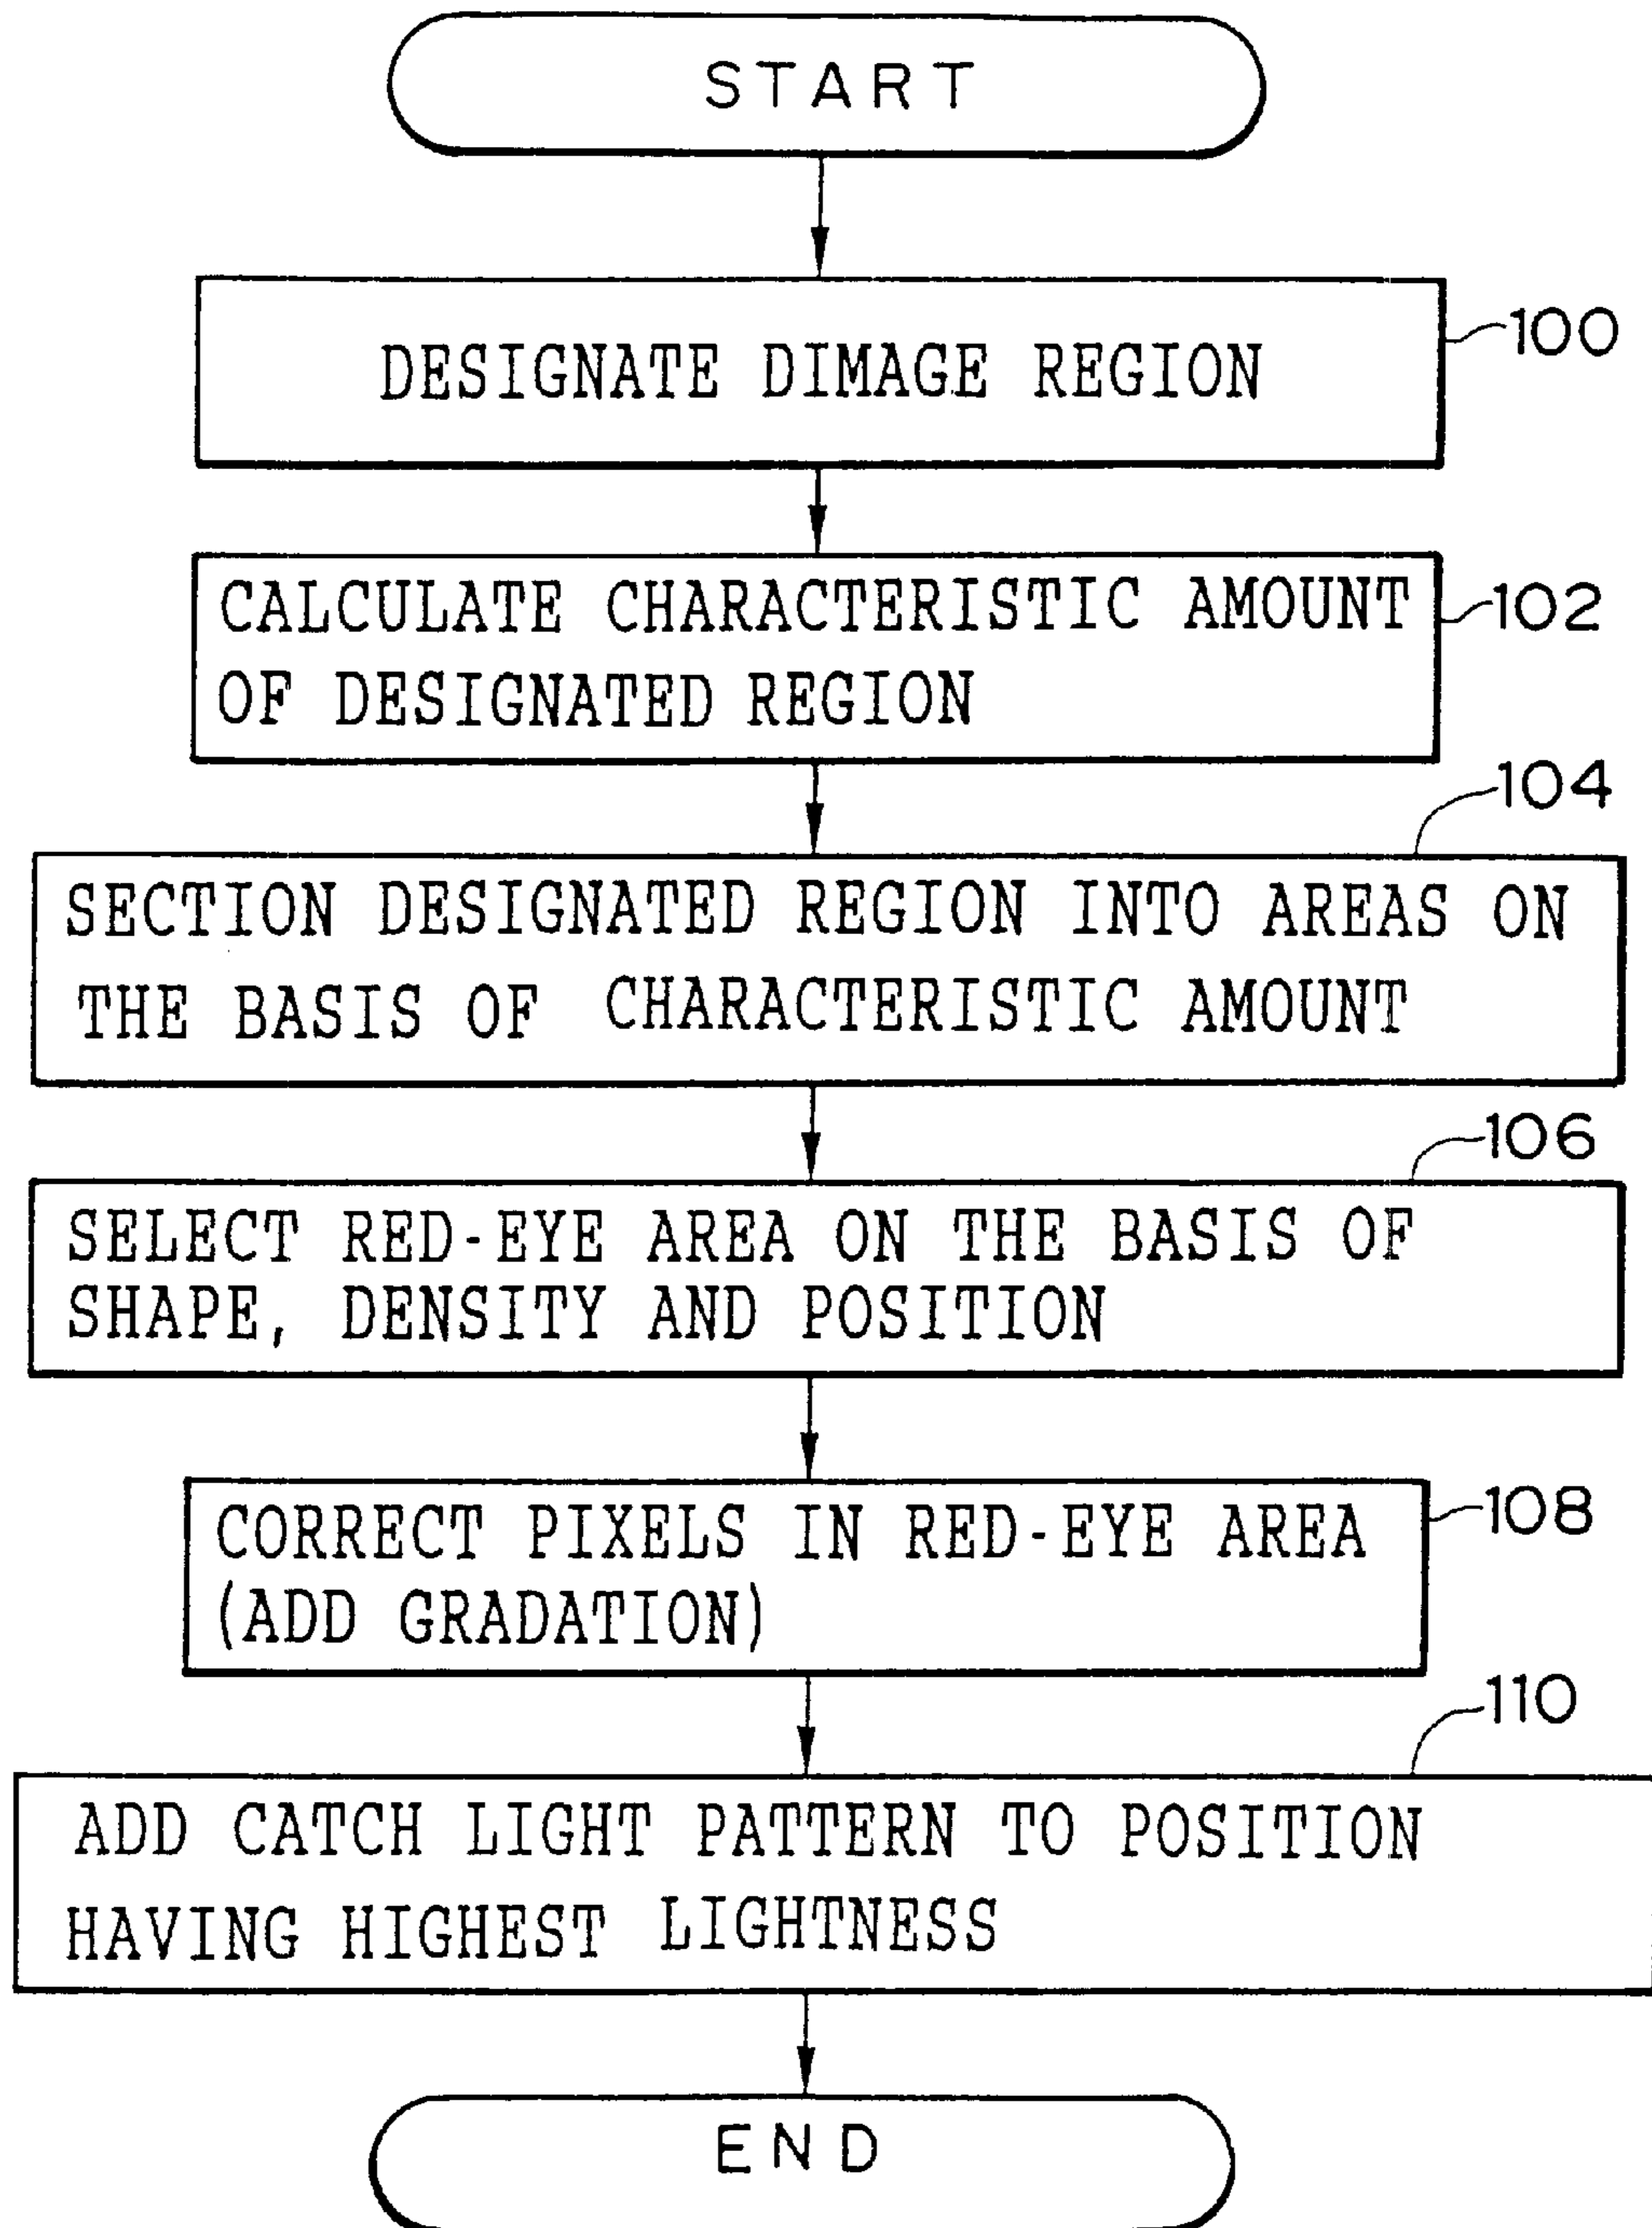 START
DESIGNATE DIMAGE REGION
100
CALCULATE CHARACTERISTIC AMOUNT
OF DESIGNATED REGION
102
104
SECTION DESIGNATED REGION INTO AREAS ON
THE BASIS OF CHARACTERISTIC AMOUNT
106
SELECT RED-EYE AREA ON THE BASIS OF
SHAPE, DENSITY AND POSITION
CORRECT PIXELS IN RED-EYE AREA
(ADD GRADATION)
108
110
ADD CATCH LIGHT PATTERN TO POSITION
HAVING HIGHEST LIGHTNESS
END